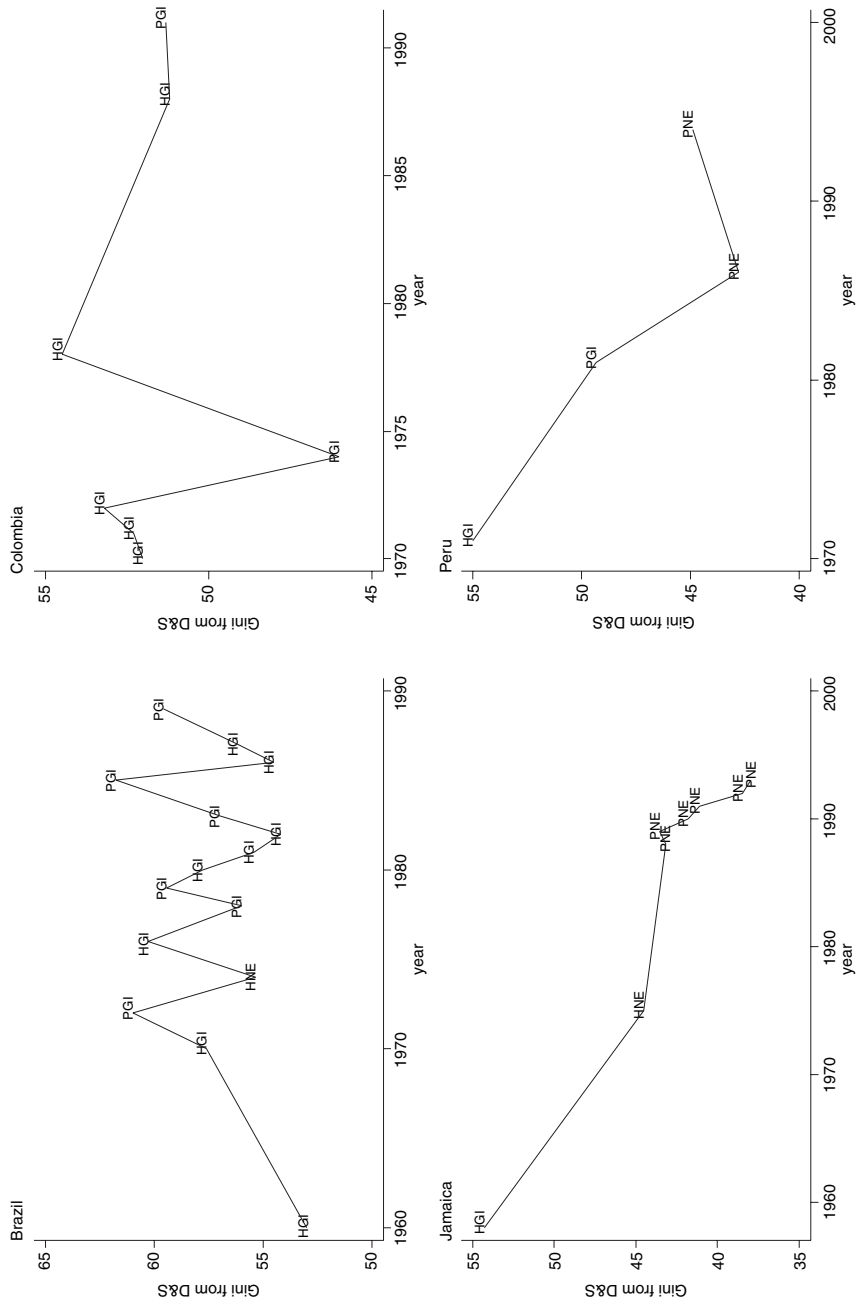 Brazil
Gini from D&S
65
60
55
50
HGI
HGI
PGI
HNE
HGI
PGI
PGI
HGI
HGI
HGI
PGI
PGI
HGI
HGI
PGI
1960
1970
1980
1990
year
Colombia
Gini from D&S
55
50
45
HGI
HGI
HGI
PGI
HGI
HGI
PGI
1970
1975
1980
1985
1990
year
Jamaica
Gini from D&S
55
50
45
40
35
HGI
HNE
PNE
PNE
PNE
PNE
PNE
PNE
1960
1970
1980
1990
2000
year
Peru
Gini from D&S
55
50
45
40
HGI
PGI
PNE
PNE
1970
1980
1990
2000
year